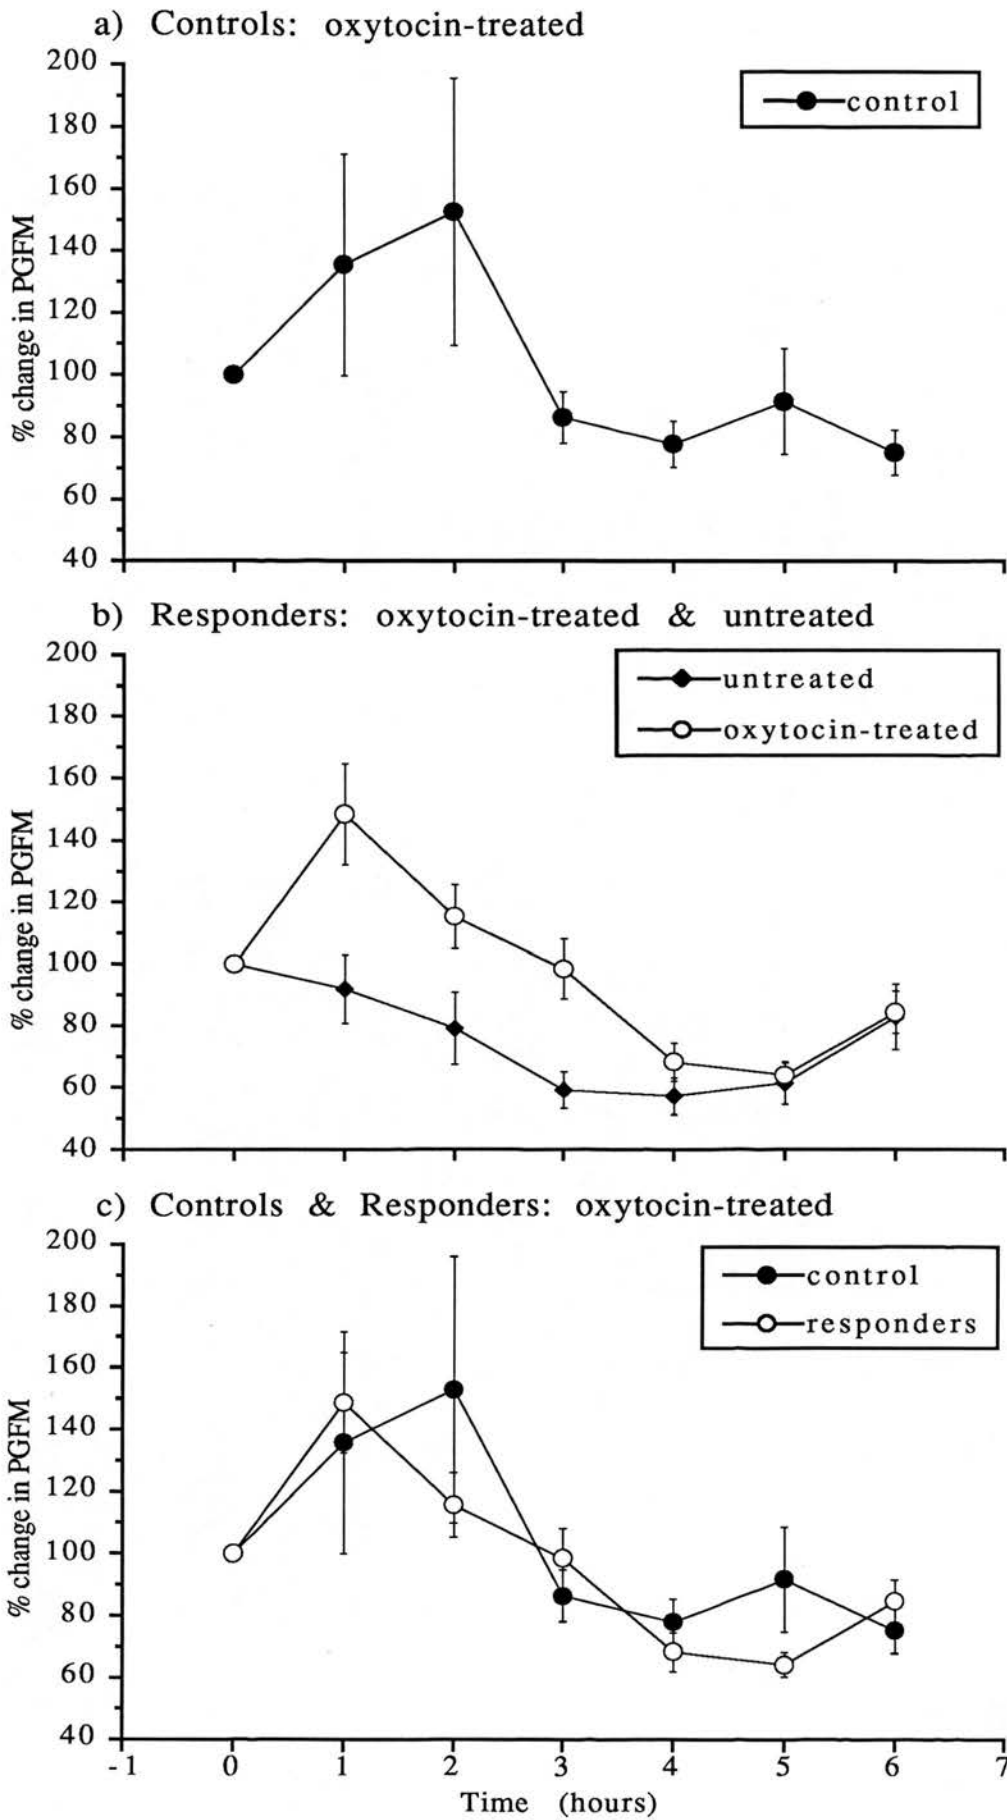 a) Controls: oxytocin-treated
200
180
160
140
120
100
80
60
40
% change in PGFM
control
b) Responders: oxytocin-treated & untreated
200
180
160
140
120
100
80
60
40
% change in PGFM
untreated
oxytocin-treated
c) Controls & Responders: oxytocin-treated
200
180
160
140
120
100
80
60
40
% change in PGFM
control
responders
-1 0 1 2 3 4 5 6 7
Time (hours)